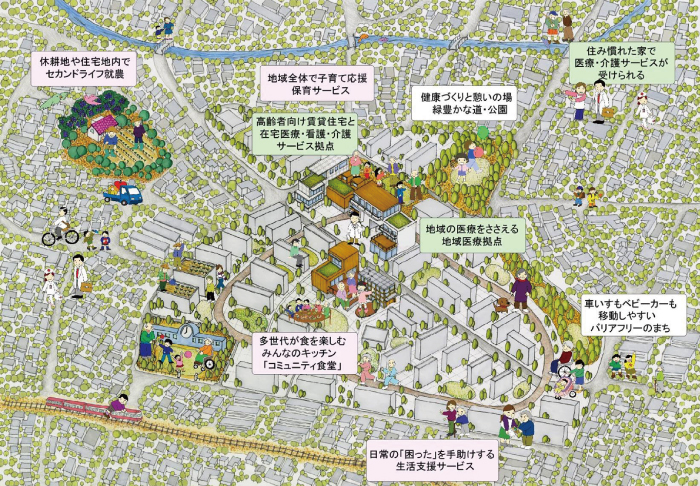 休耕地や住宅地内で
セカンドライフ就農
地域全体で子育て応援
保育サービス
住み慣れた家で
医療・介護サービスが
受けられる
健康づくりと憩いの場
緑豊かな道・公園
高齢者向け賃貸住宅と
在宅医療・看護・介護
サービス拠点
地域の医療をささえる
地域医療拠点
車いすもベビーカーも
移動しやすい
バリアフリーのまち
多世代が食を楽しむ
みんなのキッチン
「コミュニティ食堂」
日常の「困った」を手助けする
生活支援サービス